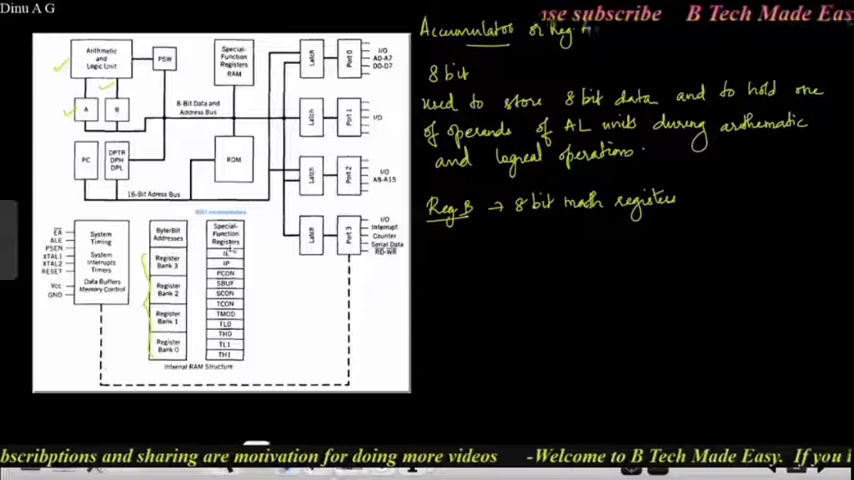 Dinu A G
ase subscribe B Tech Made Eas
Accumulator or Reg A
8 bit
used to store 8 bit data and to hold one
of operands of AL units during arthematic
and logical operations.
Reg B → 8 bit math registers
Arithmetic
and
Logic Unit
PSW
A
B
Special-
Function
Registers
RAM
8-Bit Data and
Address Bus
PC
DPTR
DPH
DPL
ROM
16-Bit Adress Bus
Latch
Port 0
I/O
A0-A7
D0-D7
Latch
Port 1
I/O
Latch
Port 2
I/O
A8-A15
Latch
Port 3
I/O
Interrupt
Counter
Serial Data
RD-WR
EA
ALE
PSEN
XTAL1
XTAL2
RESET
Vcc
GND
System
Timing
System
Interrupts
Timers
Data Buffers
Memory Control
Byte/Bit
Addresses
Register
Bank 3
Register
Bank 2
Register
Bank 1
Register
Bank 0
Special-
Function
Registers
IE
IP
PCON
SBUF
SCON
TCON
TMOD
TL0
TH0
TL1
TH1
Internal RAM Structure
bscribptions and sharing are motivation for doing more videos -Welcome to B Tech Made Easy. If you l